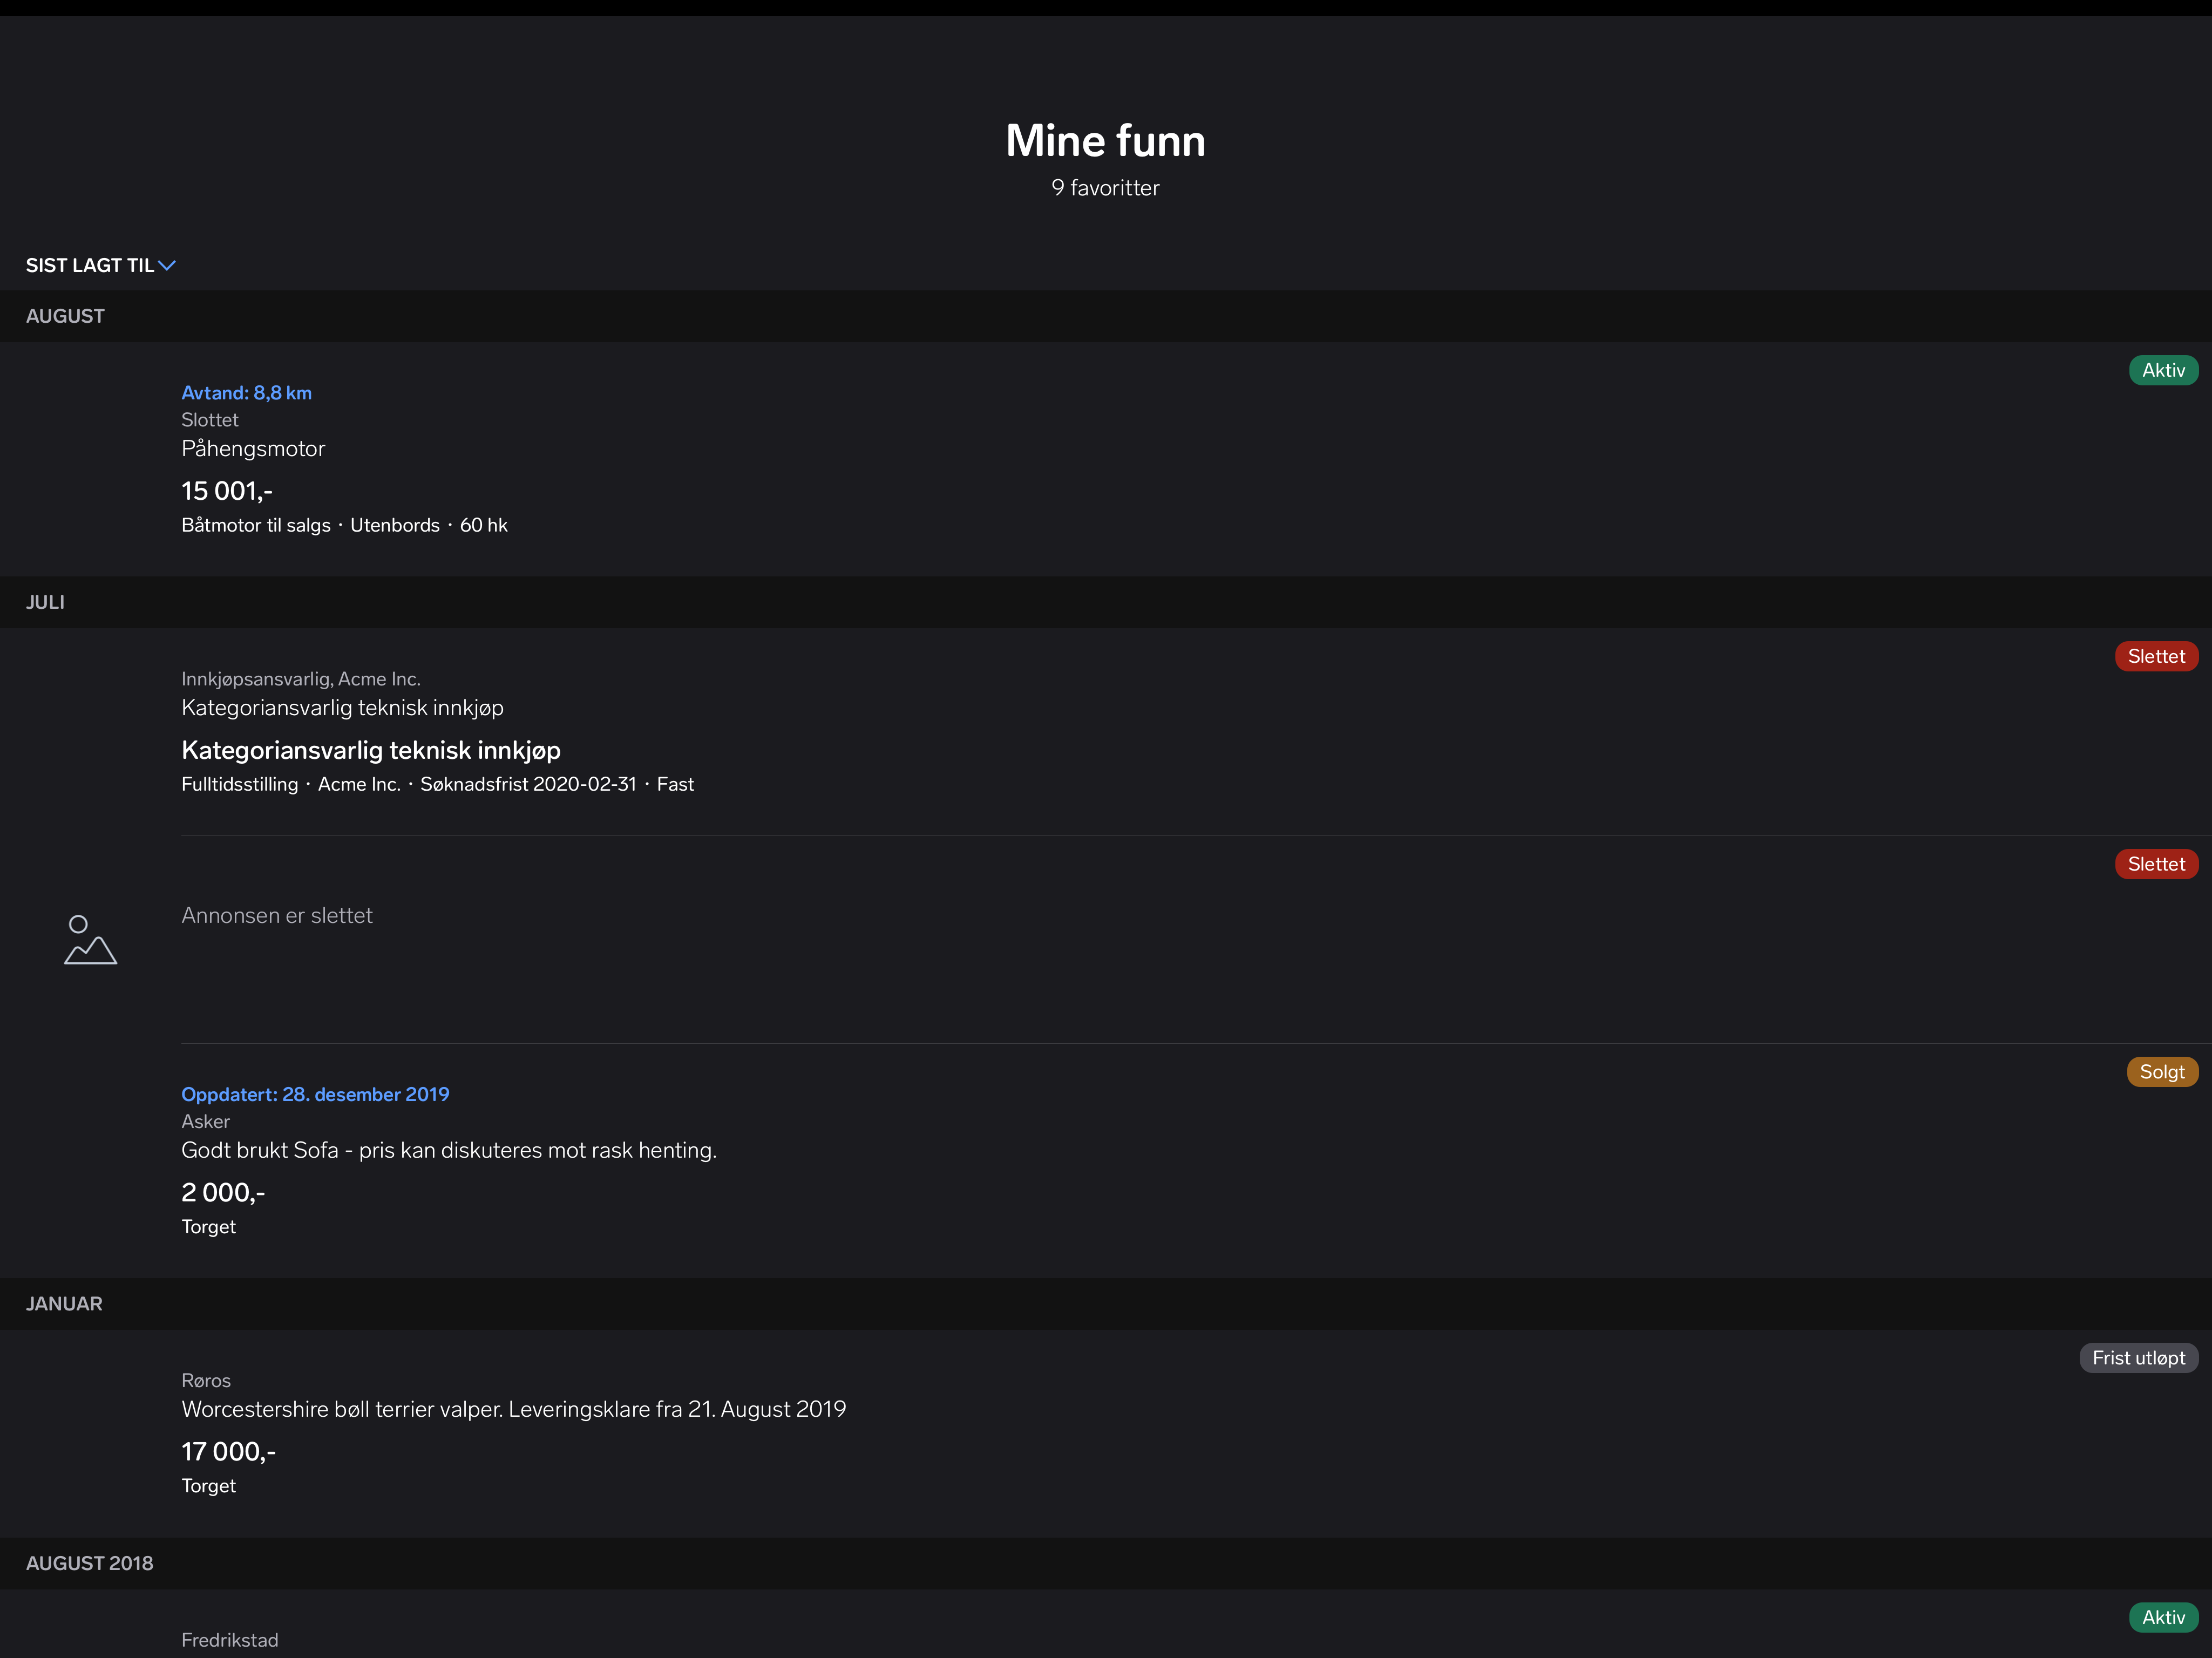 Mine funn
9 favoritter
SIST LAGT TIL
AUGUST
Aktiv
Avtand: 8,8 km
Slottet
Påhengsmotor
15 001,-
Båtmotor til salgs · Utenbords · 60 hk
JULI
Slettet
Innkjøpsansvarlig, Acme Inc.
Kategoriansvarlig teknisk innkjøp
Kategoriansvarlig teknisk innkjøp
Fulltidsstilling · Acme Inc. · Søknadsfrist 2020-02-31 · Fast
Slettet
Annonsen er slettet
Solgt
Oppdatert: 28. desember 2019
Asker
Godt brukt Sofa - pris kan diskuteres mot rask henting.
2 000,-
Torget
JANUAR
Frist utløpt
Røros
Worcestershire bøll terrier valper. Leveringsklare fra 21. August 2019
17 000,-
Torget
AUGUST 2018
Aktiv
Fredrikstad